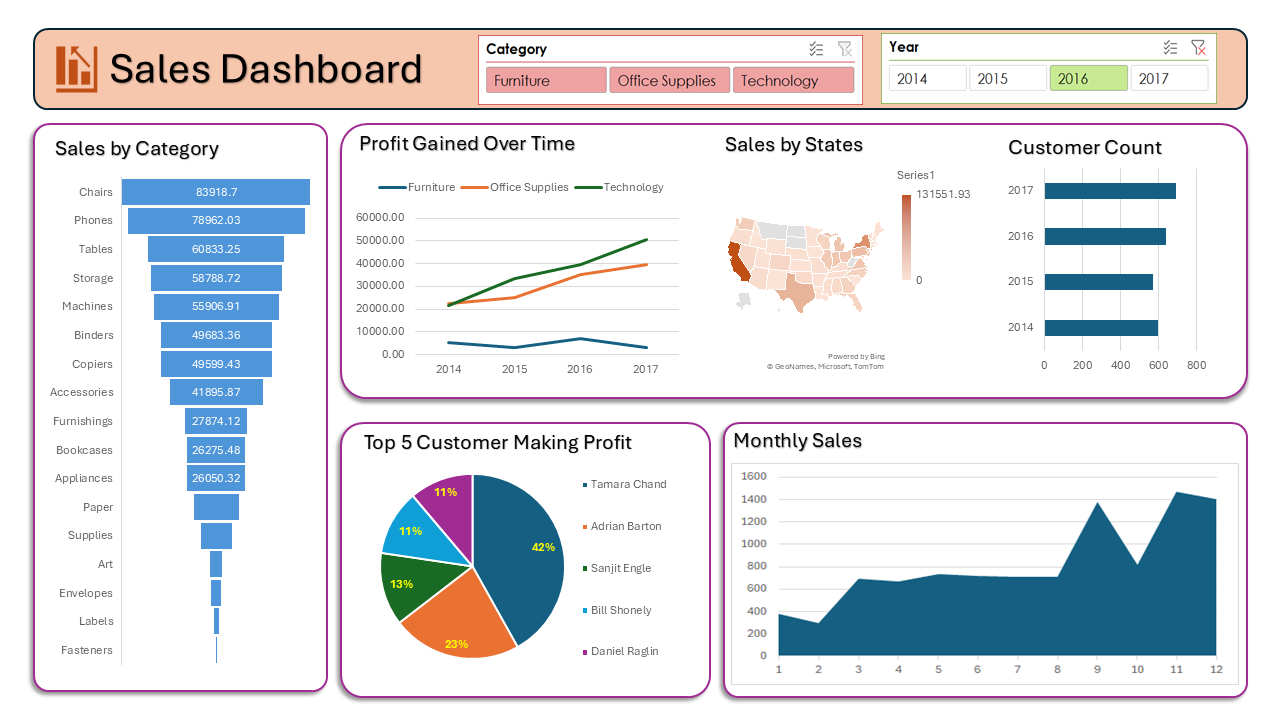 Sales Dashboard
Category
Furniture
Office Supplies
Technology
Year
2014
2015
2016
2017
Sales by Category
Chairs 83918.7
Phones 78962.03
Tables 60833.25
Storage 58788.72
Machines 55906.91
Binders 49683.36
Copiers 49599.43
Accessories 41895.87
Furnishings 27874.12
Bookcases 26275.48
Appliances 26050.32
Paper
Supplies
Art
Envelopes
Labels
Fasteners
Profit Gained Over Time
Furniture Office Supplies Technology
60000.00
50000.00
40000.00
30000.00
20000.00
10000.00
0.00
2014 2015 2016 2017
Sales by States
Series1
131551.93
0
Powered by Bing
© GeoNames, Microsoft, TomTom
Customer Count
2017
2016
2015
2014
0 200 400 600 800
Top 5 Customer Making Profit
42%
23%
13%
11%
11%
Tamara Chand
Adrian Barton
Sanjit Engle
Bill Shonely
Daniel Raglin
Monthly Sales
1600
1400
1200
1000
800
600
400
200
0
1 2 3 4 5 6 7 8 9 10 11 12